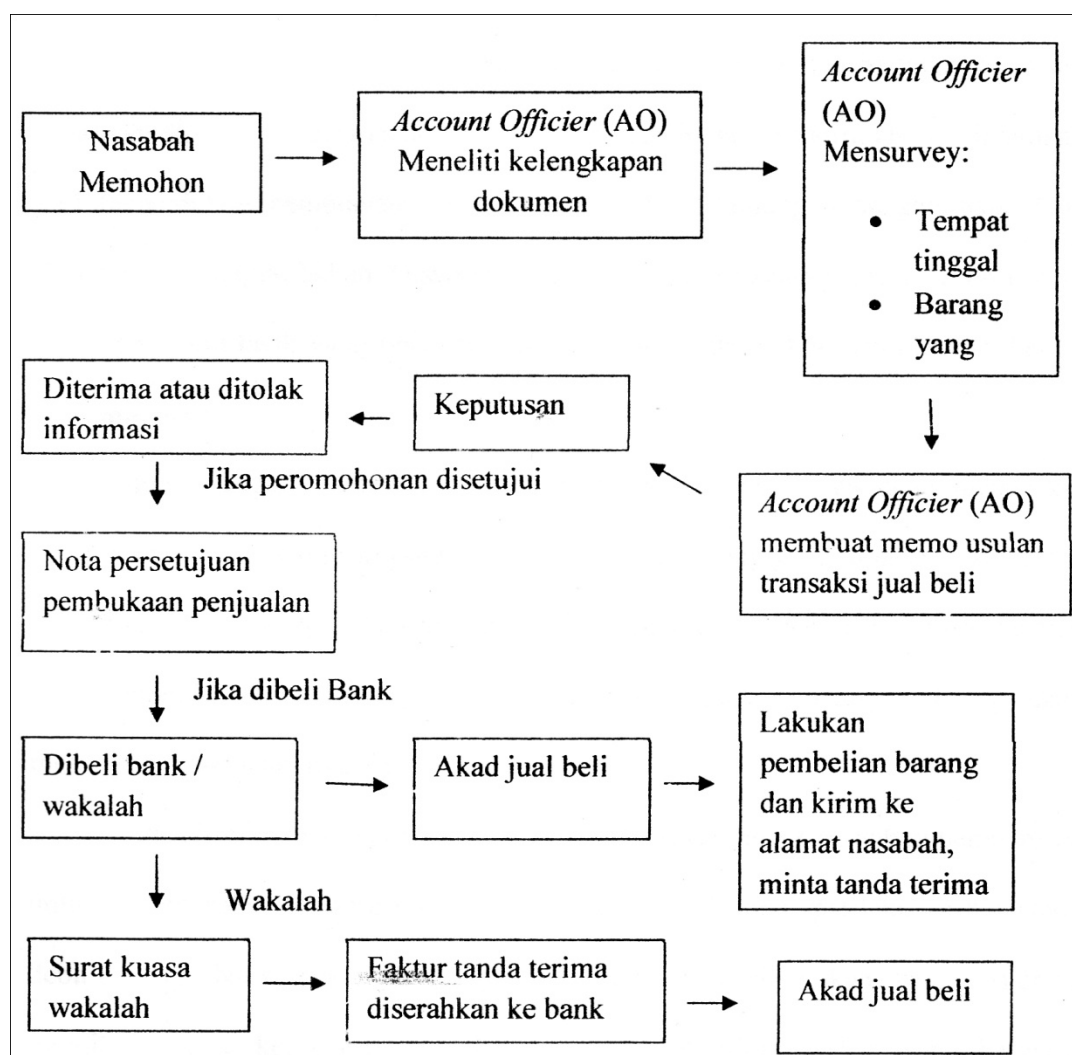 Nasabah
Memohon
Account Officier (AO)
Meneliti kelengkapan
dokumen
Account Officier
(AO)
Mensurvey:
• Tempat
tinggal
• Barang
yang
Diterima atau ditolak
informasi
Keputusan
Jika peromohonan disetujui
Account Officier (AO)
membuat memo usulan
transaksi jual beli
Nota persetujuan
pembukaan penjualan
Jika dibeli Bank
Dibeli bank /
wakalah
Akad jual beli
Lakukan
pembelian barang
dan kirim ke
alamat nasabah,
minta tanda terima
Wakalah
Surat kuasa
wakalah
Faktur tanda terima
diserahkan ke bank
Akad jual beli